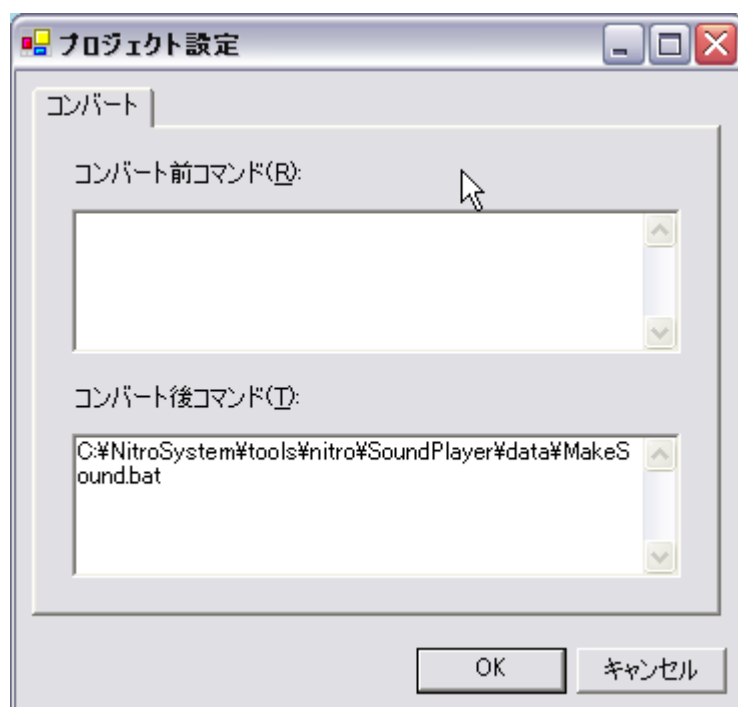 プロジェクト設定
コンバート
コンバート前コマンド(R):
コンバート後コマンド(T):
C:¥NitroSystem¥tools¥nitro¥SoundPlayer¥data¥MakeS
ound.bat
OK
キャンセル